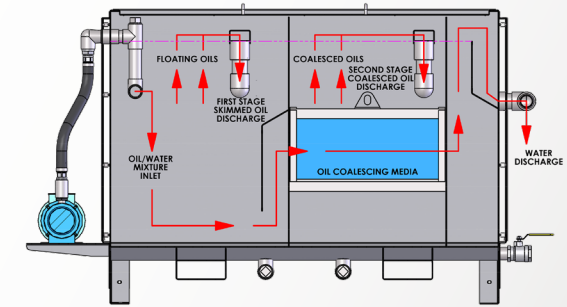 FLOATING OILS
FIRST STAGE
SKIMMED OIL
DISCHARGE
COALESCED OILS
SECOND STAGE
COALESCED OIL
DISCHARGE
OIL/WATER
MIXTURE
INLET
OIL COALESCING MEDIA
WATER
DISCHARGE